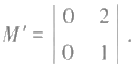 M' = | 0 2 |
| 0 1 | .